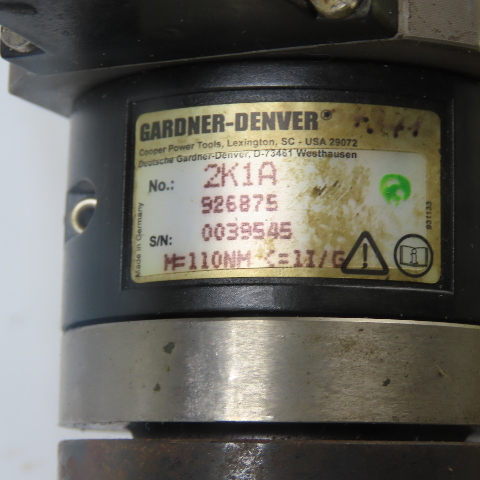 GARDNER-DENVER®
Cooper Power Tools, Lexington, SC - USA 29072
Deutsche Gardner-Denver, D-73461 Westhausen
No.: 2K1A
926875
S/N: 0039545
M=110NM
Made in Germany
931133